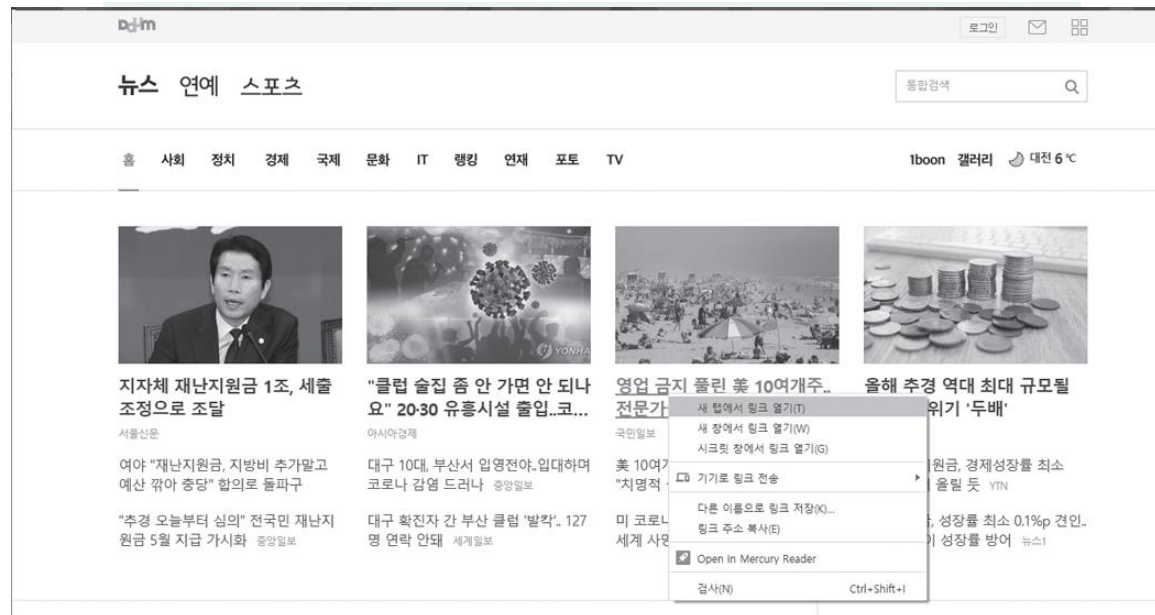 Daum
로그인
뉴스 연예 스포츠
통합검색
홈 사회 정치 경제 국제 문화 IT 랭킹 연재 포토 TV
1boon 갤러리 대전 6 ℃
YONHA
지자체 재난지원금 1조, 세출
조정으로 조달
서울신문
여야 "재난지원금, 지방비 추가말고
예산 깎아 충당" 합의로 돌파구
"추경 오늘부터 심의" 전국민 재난지
원금 5월 지급 가시화 중앙일보
"클럽 술집 좀 안 가면 안 되나
요" 20·30 유흥시설 출입..코...
아시아경제
대구 10대, 부산서 입영전야..입대하며
코로나 감염 드러나 중앙일보
대구 확진자 간 부산 클럽 '발칵'.. 127
명 연락 안돼 세계일보
영업 금지 풀린 美 10여개주..
전문가
국민일보
美 10여
"치명적
미 코로
세계 사망
새 탭에서 링크 열기(T)
새 창에서 링크 열기(W)
시크릿 창에서 링크 열기(G)
기기로 링크 전송
다른 이름으로 링크 저장(K)...
링크 주소 복사(E)
Open in Mercury Reader
검사(N) Ctrl+Shift+I
올해 추경 역대 최대 규모될
위기 '두배'
원금, 경제성장률 최소
올릴 듯 YTN
성장률 최소 0.1%p 견인..
성장률 방어 뉴스1